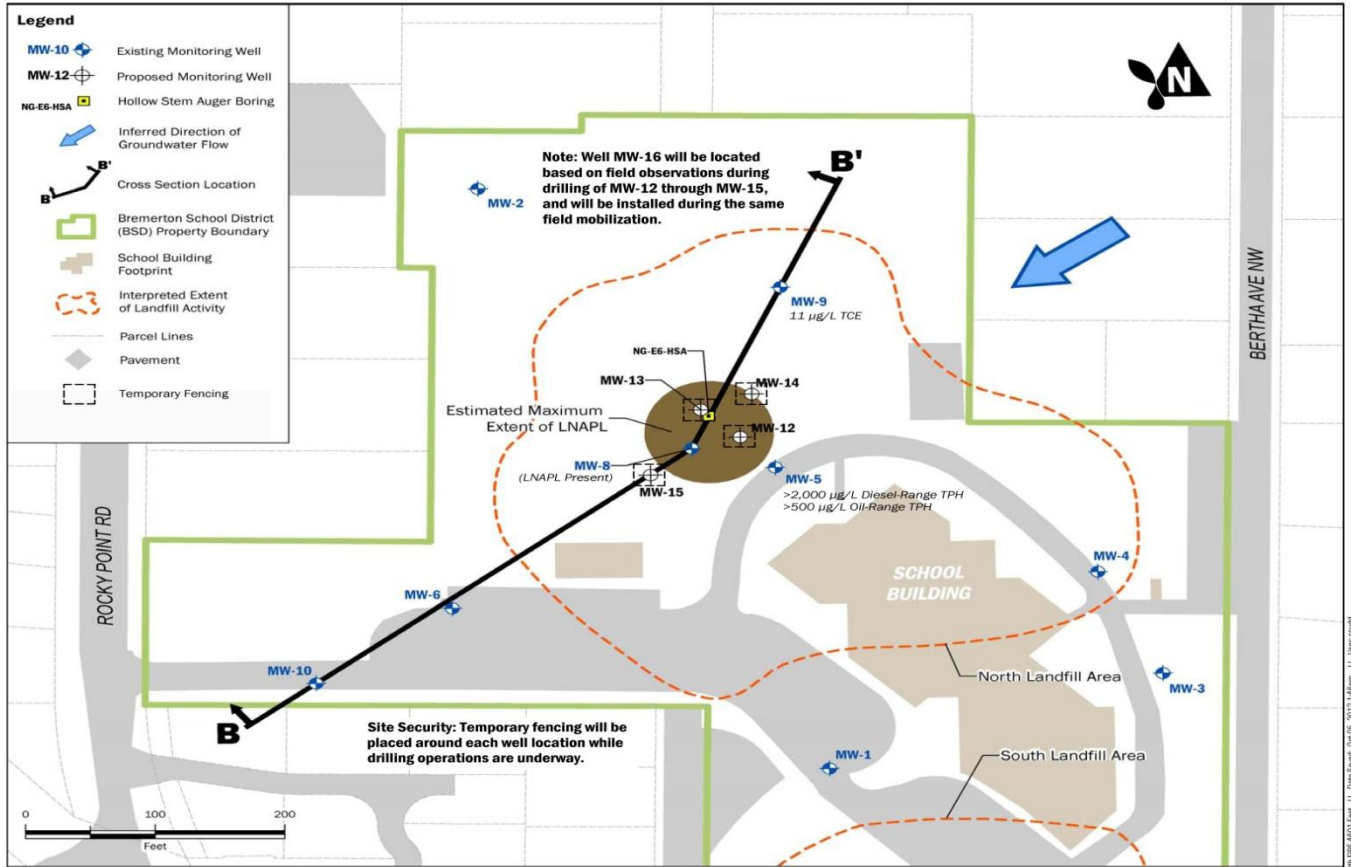 Legend
MW-10 Existing Monitoring Well
MW-12 Proposed Monitoring Well
NG-E6-HSA Hollow Stem Auger Boring
Inferred Direction of
Groundwater Flow
B B' Cross Section Location
Bremerton School District
(BSD) Property Boundary
School Building
Footprint
Interpreted Extent
of Landfill Activity
Parcel Lines
Pavement
Temporary Fencing
N
Note: Well MW-16 will be located
based on field observations during
drilling of MW-12 through MW-15,
and will be installed during the same
field mobilization.
B'
MW-2
MW-9
11 µg/L TCE
BERTHA AVE NW
NG-E6-HSA
MW-13
MW-14
Estimated Maximum
Extent of LNAPL
MW-12
MW-8
(LNAPL Present)
MW-15
MW-5
>2,000 µg/L Diesel-Range TPH
>500 µg/L Oil-Range TPH
ROCKY POINT RD
MW-4
SCHOOL
BUILDING
MW-6
MW-10
North Landfill Area
MW-3
B
Site Security: Temporary fencing will be
placed around each well location while
drilling operations are underway.
MW-1
South Landfill Area
0 100 200
Feet